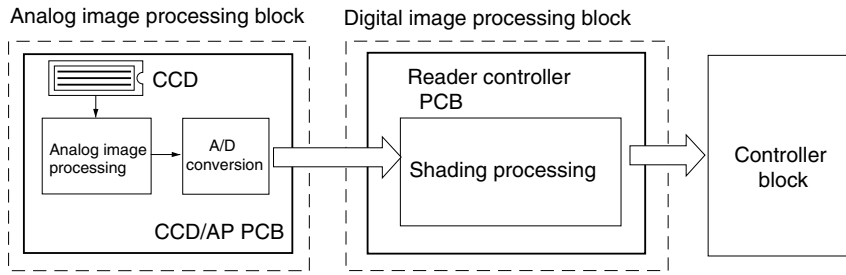 Analog image processing block
Digital image processing block
CCD
Analog image
processing
A/D
conversion
CCD/AP PCB
Reader controller
PCB
Shading processing
Controller
block